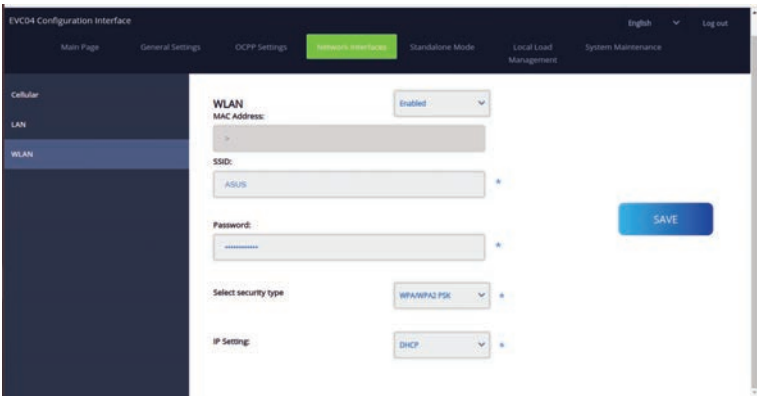 EVC04 Configuration Interface
English
Log out
Main Page
General Settings
OCPP Settings
Network Interfaces
Standalone Mode
Local Load
Management
System Maintenance
Cellular
LAN
WLAN
WLAN
Enabled
MAC Address:
SSID:
ASUS
*
SAVE
Password:
************
*
Select security type
WPA/WPA2 PSK
*
IP Setting:
DHCP
*